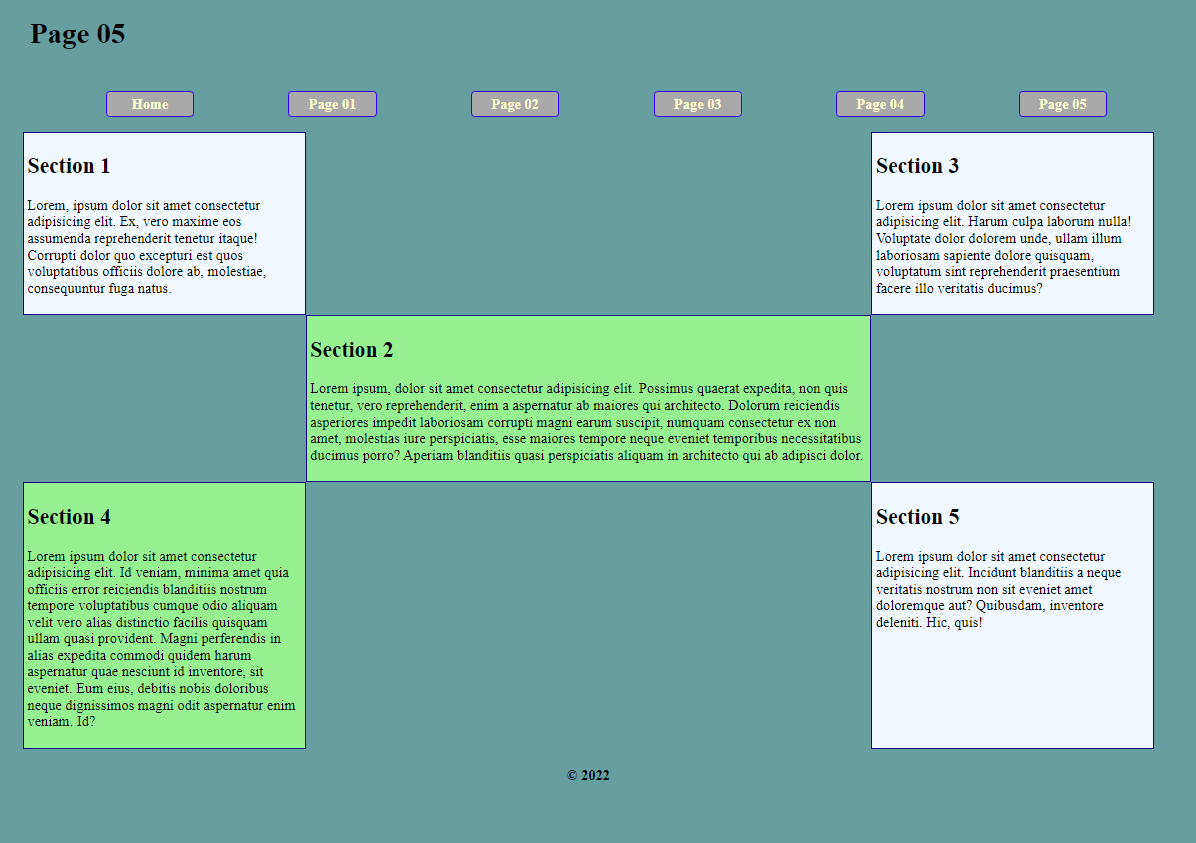 Page 05
Home
Page 01
Page 02
Page 03
Page 04
Page 05
Section 1
Lorem, ipsum dolor sit amet consectetur
adipisicing elit. Ex, vero maxime eos
assumenda reprehenderit tenetur itaque!
Corrupti dolor quo excepturi est quos
voluptatibus officiis dolore ab, molestiae,
consequuntur fuga natus.
Section 3
Lorem ipsum dolor sit amet consectetur
adipisicing elit. Harum culpa laborum nulla!
Voluptate dolor dolorem unde, ullam illum
laboriosam sapiente dolore quisquam,
voluptatum sint reprehenderit praesentium
facere illo veritatis ducimus?
Section 2
Lorem ipsum, dolor sit amet consectetur adipisicing elit. Possimus quaerat expedita, non quis
tenetur, vero reprehenderit, enim a aspernatur ab maiores qui architecto. Dolorum reiciendis
asperiores impedit laboriosam corrupti magni earum suscipit, numquam consectetur ex non
amet, molestias iure perspiciatis, esse maiores tempore neque eveniet temporibus necessitatibus
ducimus porro? Aperiam blanditiis quasi perspiciatis aliquam in architecto qui ab adipisci dolor.
Section 4
Lorem ipsum dolor sit amet consectetur
adipisicing elit. Id veniam, minima amet quia
officiis error reiciendis blanditiis nostrum
tempore voluptatibus cumque odio aliquam
velit vero alias distinctio facilis quisquam
ullam quasi provident. Magni perferendis in
alias expedita commodi quidem harum
aspernatur quae nesciunt id inventore, sit
eveniet. Eum eius, debitis nobis doloribus
neque dignissimos magni odit aspernatur enim
veniam. Id?
Section 5
Lorem ipsum dolor sit amet consectetur
adipisicing elit. Incidunt blanditiis a neque
veritatis nostrum non sit eveniet amet
doloremque aut? Quibusdam, inventore
deleniti. Hic, quis!
© 2022